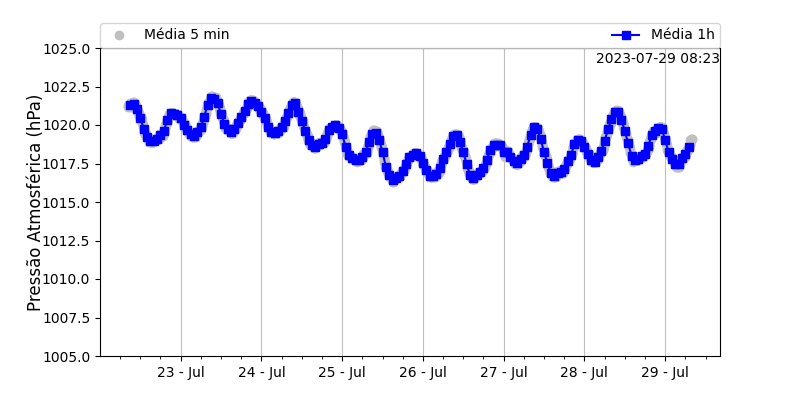 Média 5 min
Média 1h
2023-07-29 08:23
Pressão Atmosférica (hPa)
1025.0
1022.5
1020.0
1017.5
1015.0
1012.5
1010.0
1007.5
1005.0
23 - Jul
24 - Jul
25 - Jul
26 - Jul
27 - Jul
28 - Jul
29 - Jul